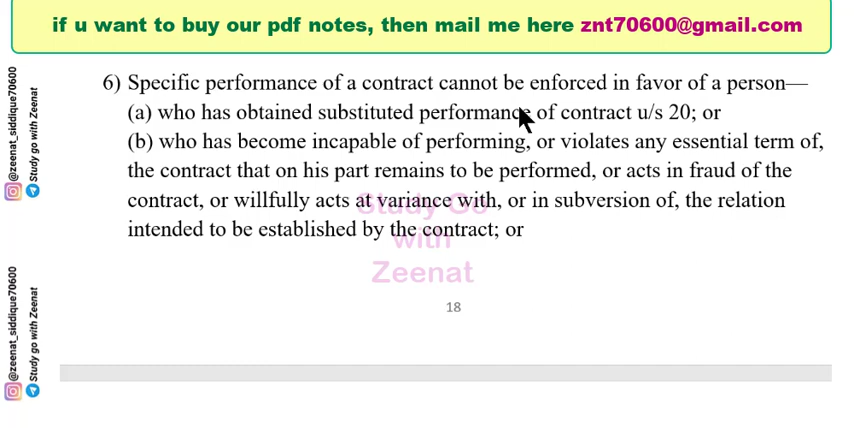 if u want to buy our pdf notes, then mail me here znt70600@gmail.com
6) Specific performance of a contract cannot be enforced in favor of a person—
(a) who has obtained substituted performance of contract u/s 20; or
(b) who has become incapable of performing, or violates any essential term of,
the contract that on his part remains to be performed, or acts in fraud of the
contract, or willfully acts at variance with, or in subversion of, the relation
intended to be established by the contract; or
Study Go
with
Zeenat
18
@zeenat_siddique70600
Study go with Zeenat
@zeenat_siddique70600
Study go with Zeenat